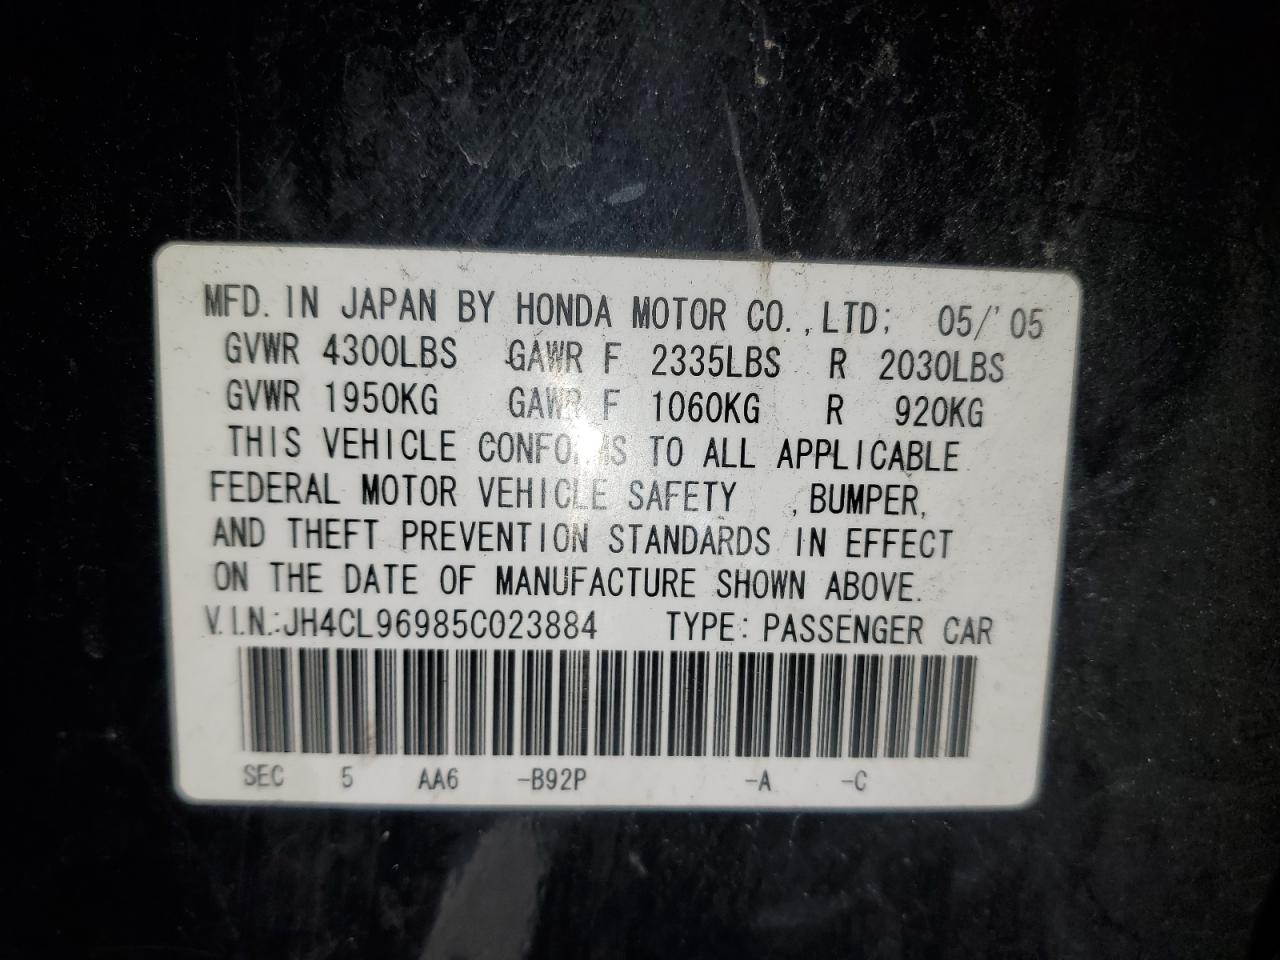 MFD. IN JAPAN BY HONDA MOTOR CO., LTD; 05/'05
GVWR 4300LBS GAWR F 2335LBS R 2030LBS
GVWR 1950KG GAWR F 1060KG R 920KG
THIS VEHICLE CONFORMS TO ALL APPLICABLE
FEDERAL MOTOR VEHICLE SAFETY , BUMPER,
AND THEFT PREVENTION STANDARDS IN EFFECT
ON THE DATE OF MANUFACTURE SHOWN ABOVE.
V.I.N.:JH4CL96985C023884 TYPE: PASSENGER CAR
SEC 5 AA6 -B92P -A -C